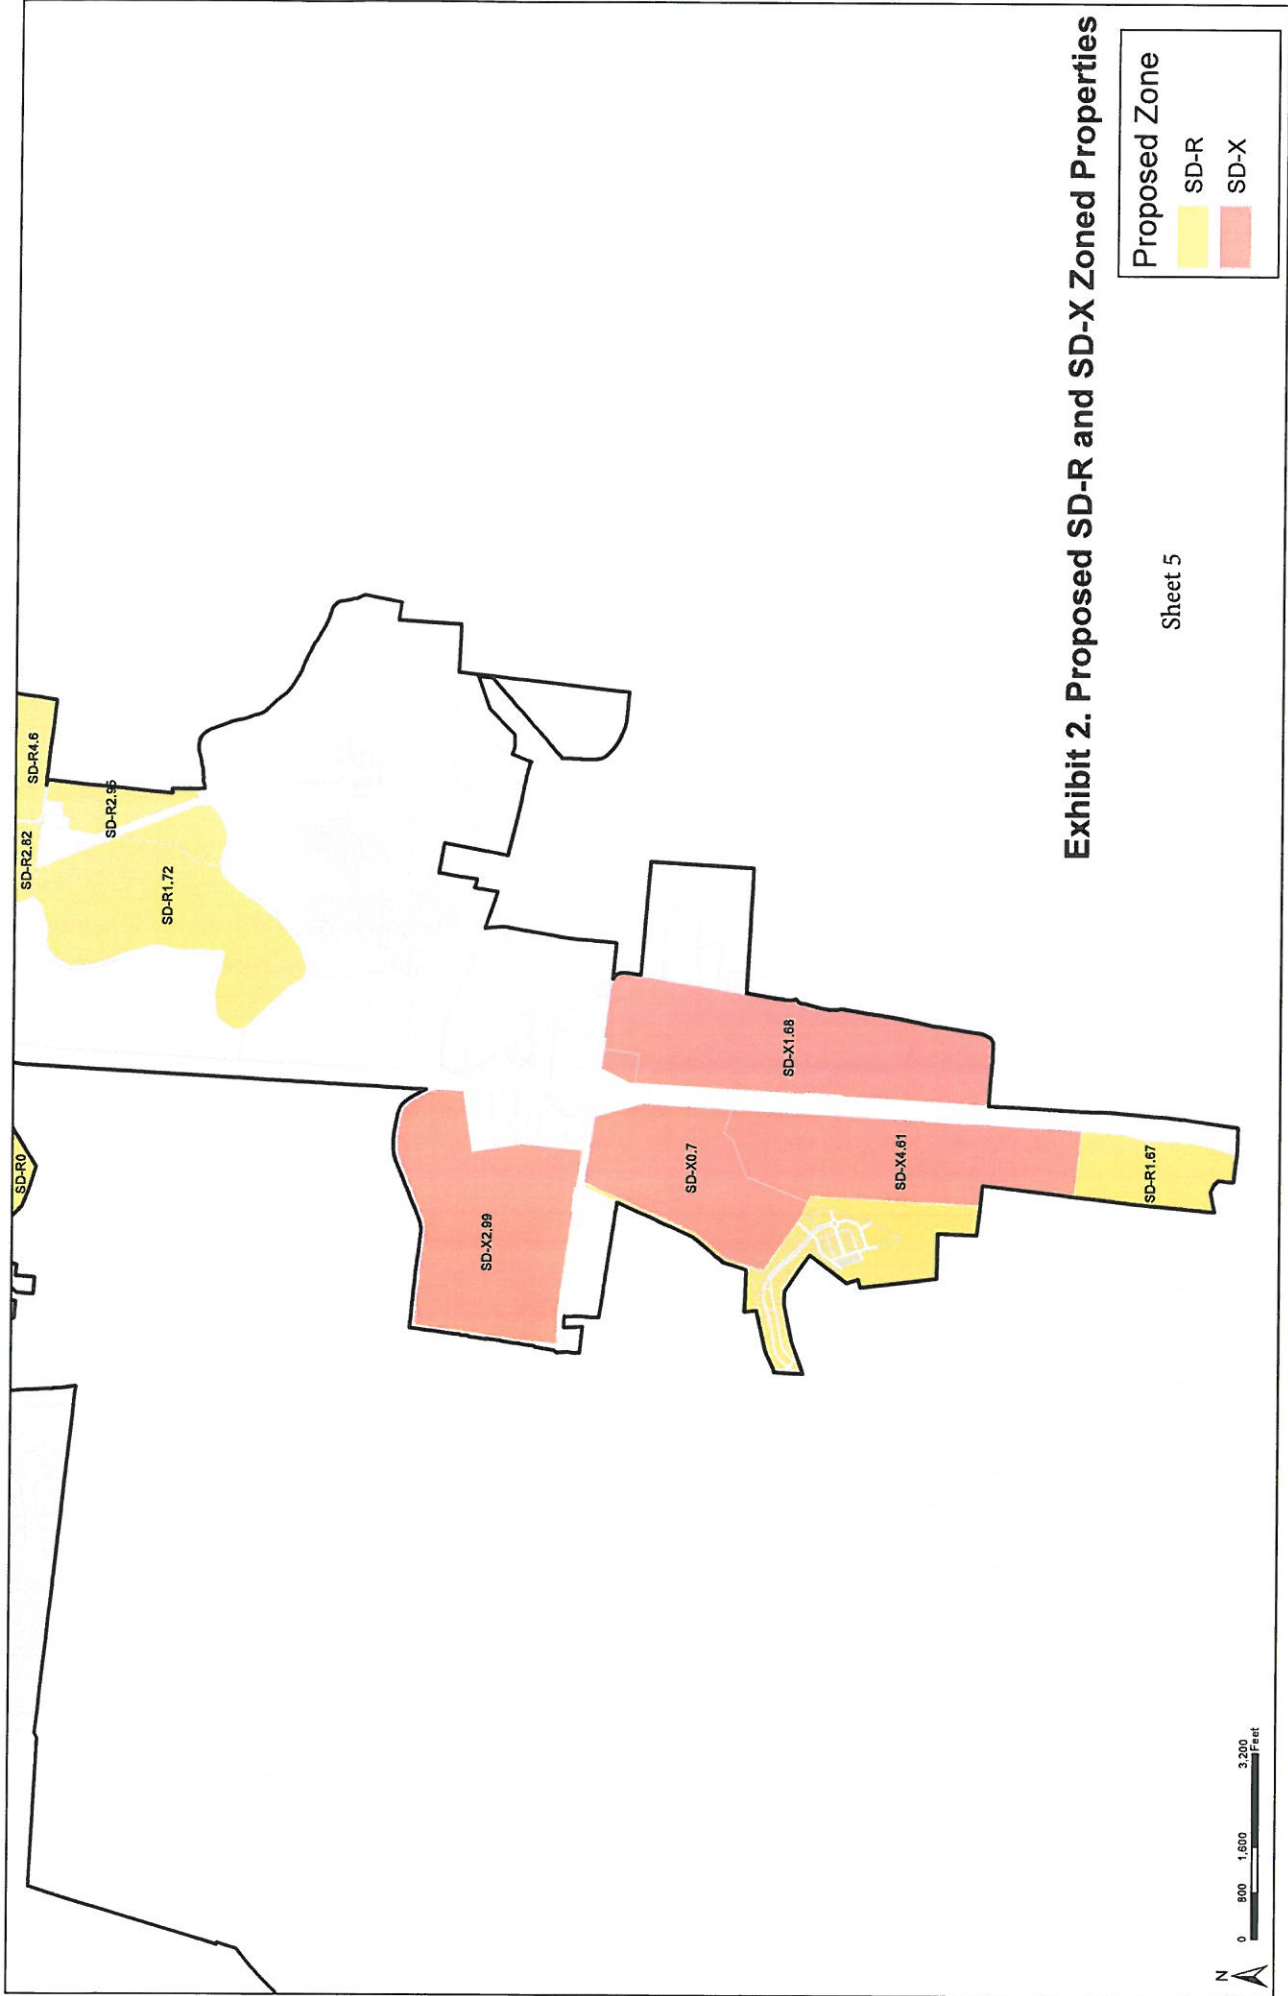 SD-R0
SD-R2.82
SD-R4.6
SD-R2.95
SD-R1.72
SD-X2.99
SD-X0.7
SD-X1.68
SD-X4.61
SD-R1.67
Exhibit 2. Proposed SD-R and SD-X Zoned Properties
Sheet 5
Proposed Zone
SD-R
SD-X
N
0 800 1,600 3,200
Feet